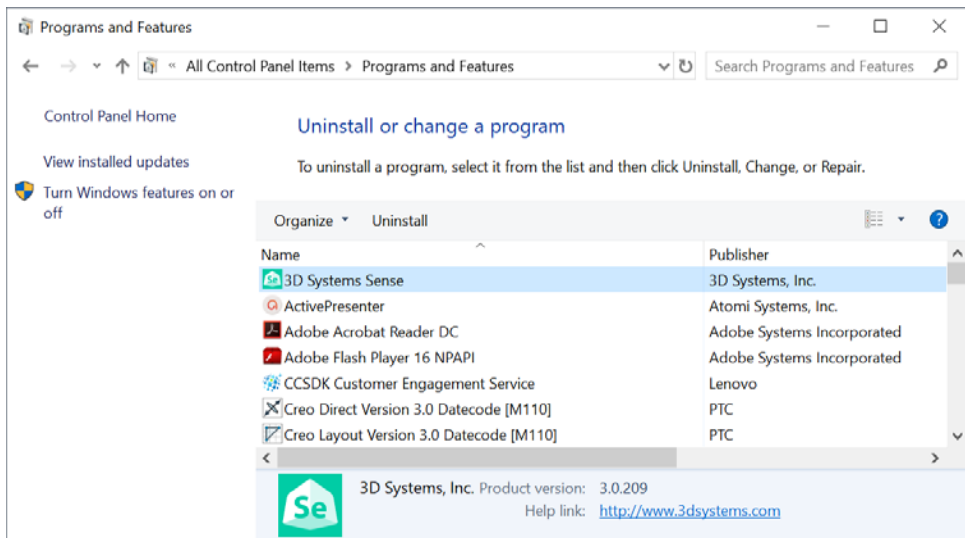 Programs and Features
« All Control Panel Items > Programs and Features
Search Programs and Features
Control Panel Home
View installed updates
Turn Windows features on or
off
Uninstall or change a program
To uninstall a program, select it from the list and then click Uninstall, Change, or Repair.
Organize Uninstall
?
Name Publisher
Se 3D Systems Sense 3D Systems, Inc.
ActivePresenter Atomi Systems, Inc.
Adobe Acrobat Reader DC Adobe Systems Incorporated
Adobe Flash Player 16 NPAPI Adobe Systems Incorporated
CCSDK Customer Engagement Service Lenovo
Creo Direct Version 3.0 Datecode [M110] PTC
Creo Layout Version 3.0 Datecode [M110] PTC
Se
3D Systems, Inc. Product version: 3.0.209
Help link: http://www.3dsystems.com